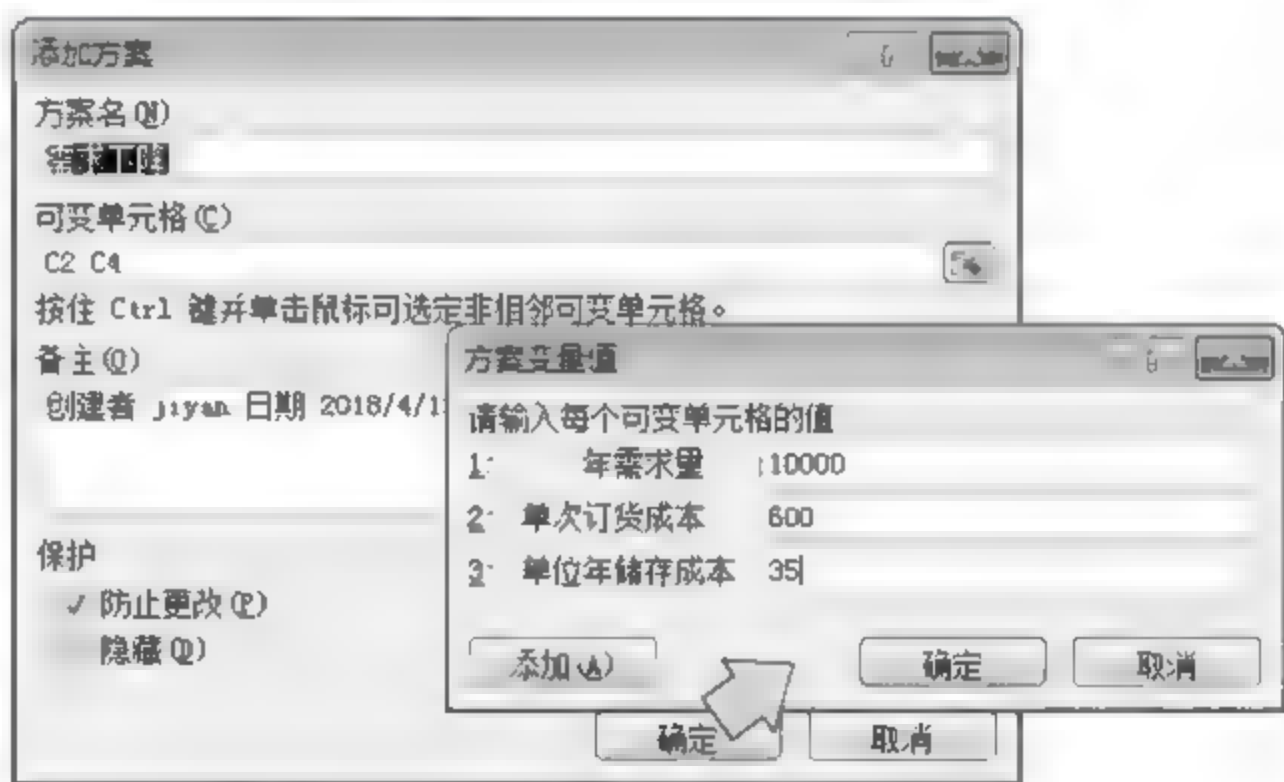 添加方案
方案名(N)
需求下降
可变单元格(C)
C2 C4
按住 Ctrl 键并单击鼠标可选定非相邻可变单元格。
备注(O)
创建者 jiyan 日期 2018/4/1
保护
✓ 防止更改(P)
隐藏(D)
确定 取消
方案变量值
请输入每个可变单元格的值
1: 年需求量 10000
2: 单次订货成本 600
3: 单位年储存成本 35
添加(A) 确定 取消